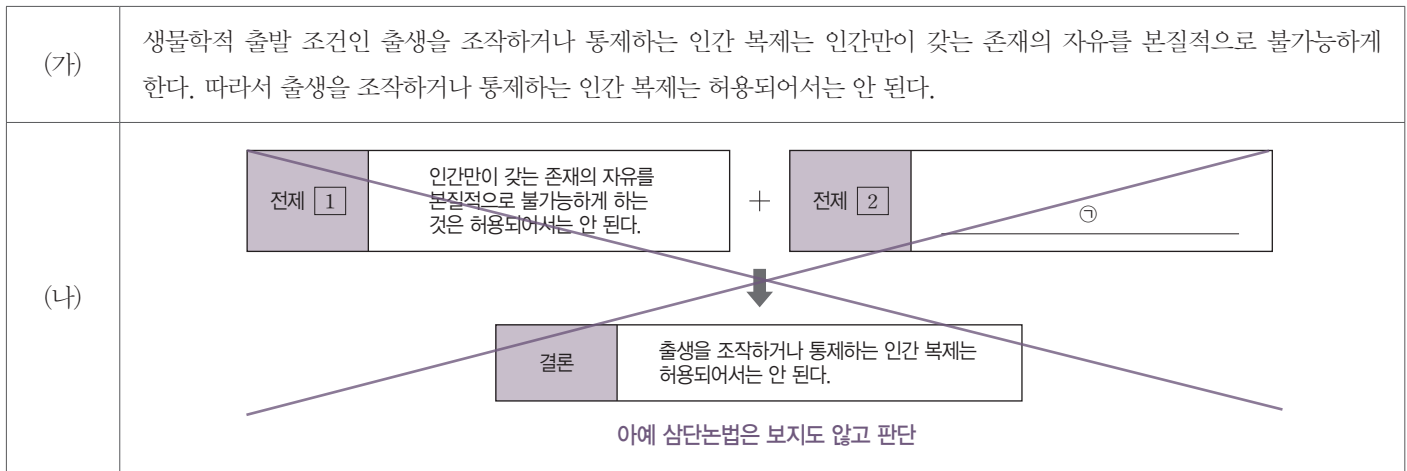 (가)
생물학적 출발 조건인 출생을 조작하거나 통제하는 인간 복제는 인간만이 갖는 존재의 자유를 본질적으로 불가능하게
한다. 따라서 출생을 조작하거나 통제하는 인간 복제는 허용되어서는 안 된다.
(나)
전제 1
인간만이 갖는 존재의 자유를
본질적으로 불가능하게 하는
것은 허용되어서는 안 된다.
+
전제 2
㉠
결론
출생을 조작하거나 통제하는 인간 복제는
허용되어서는 안 된다.
아예 삼단논법은 보지도 않고 판단